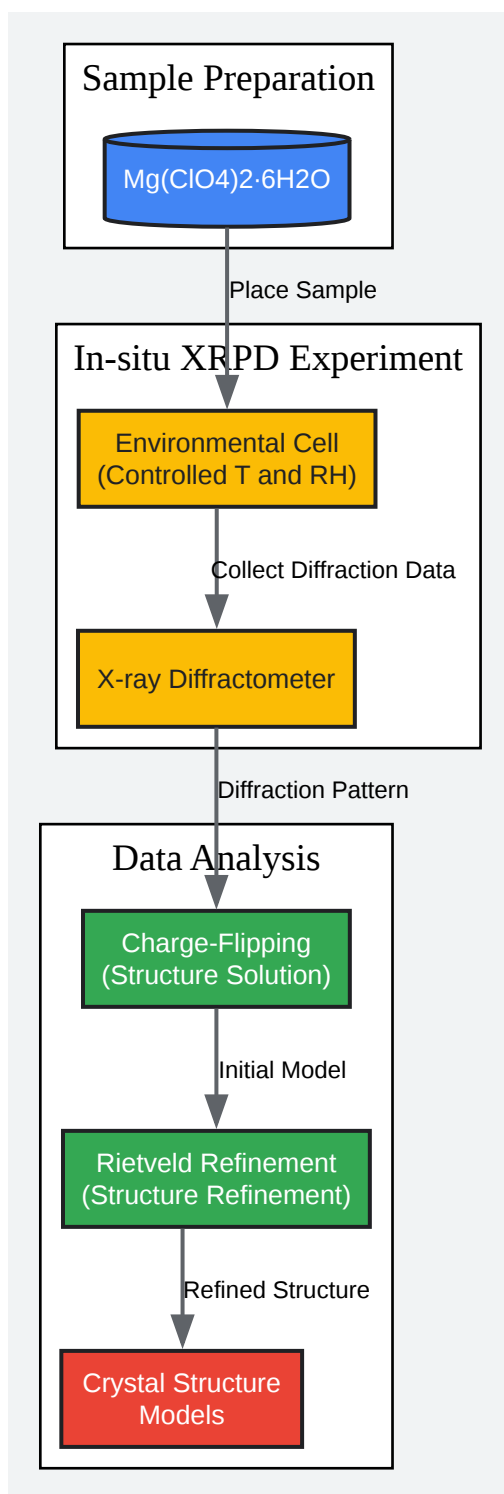 Sample Preparation
Mg(ClO4)2·6H2O
Place Sample
In-situ XRPD Experiment
Environmental Cell
(Controlled T and RH)
Collect Diffraction Data
X-ray Diffractometer
Diffraction Pattern
Data Analysis
Charge-Flipping
(Structure Solution)
Initial Model
Rietveld Refinement
(Structure Refinement)
Refined Structure
Crystal Structure
Models